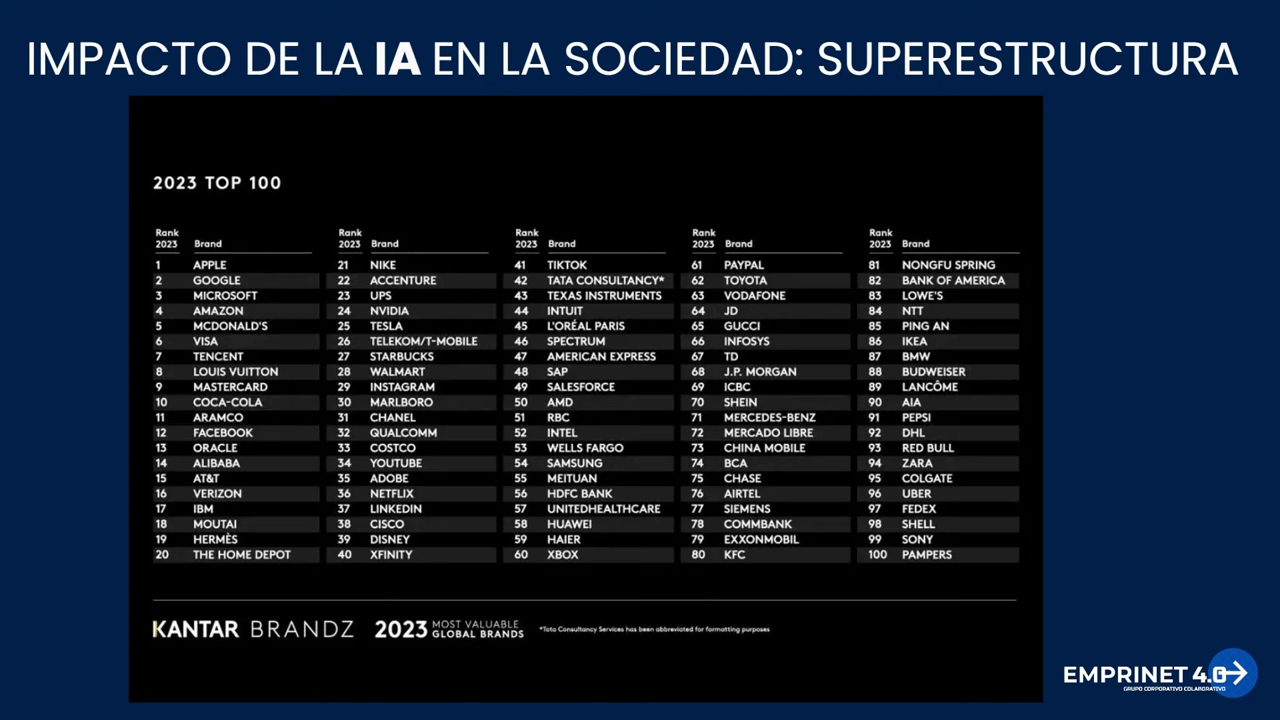 IMPACTO DE LA IA EN LA SOCIEDAD: SUPERESTRUCTURA
2023 TOP 100
Rank 2023 Brand
1 APPLE
2 GOOGLE
3 MICROSOFT
4 AMAZON
5 MCDONALD'S
6 VISA
7 TENCENT
8 LOUIS VUITTON
9 MASTERCARD
10 COCA-COLA
11 ARAMCO
12 FACEBOOK
13 ORACLE
14 ALIBABA
15 AT&T
16 VERIZON
17 IBM
18 MOUTAI
19 HERMÈS
20 THE HOME DEPOT
Rank 2023 Brand
21 NIKE
22 ACCENTURE
23 UPS
24 NVIDIA
25 TESLA
26 TELEKOM/T-MOBILE
27 STARBUCKS
28 WALMART
29 INSTAGRAM
30 MARLBORO
31 CHANEL
32 QUALCOMM
33 COSTCO
34 YOUTUBE
35 ADOBE
36 NETFLIX
37 LINKEDIN
38 CISCO
39 DISNEY
40 XFINITY
Rank 2023 Brand
41 TIKTOK
42 TATA CONSULTANCY*
43 TEXAS INSTRUMENTS
44 INTUIT
45 L'ORÉAL PARIS
46 SPECTRUM
47 AMERICAN EXPRESS
48 SAP
49 SALESFORCE
50 AMD
51 RBC
52 INTEL
53 WELLS FARGO
54 SAMSUNG
55 MEITUAN
56 HDFC BANK
57 UNITEDHEALTHCARE
58 HUAWEI
59 HAIER
60 XBOX
Rank 2023 Brand
61 PAYPAL
62 TOYOTA
63 VODAFONE
64 JD
65 GUCCI
66 INFOSYS
67 TD
68 J.P. MORGAN
69 ICBC
70 SHEIN
71 MERCEDES-BENZ
72 MERCADO LIBRE
73 CHINA MOBILE
74 BCA
75 CHASE
76 AIRTEL
77 SIEMENS
78 COMMBANK
79 EXXONMOBIL
80 KFC
Rank 2023 Brand
81 NONGFU SPRING
82 BANK OF AMERICA
83 LOWE'S
84 NTT
85 PING AN
86 IKEA
87 BMW
88 BUDWEISER
89 LANCÔME
90 AIA
91 PEPSI
92 DHL
93 RED BULL
94 ZARA
95 COLGATE
96 UBER
97 FEDEX
98 SHELL
99 SONY
100 PAMPERS
KANTAR BRANDZ 2023 MOST VALUABLE GLOBAL BRANDS
*Tata Consultancy Services has been abbreviated for formatting purposes
EMPRINET 4.0
GRUPO CORPORATIVO COLABORATIVO